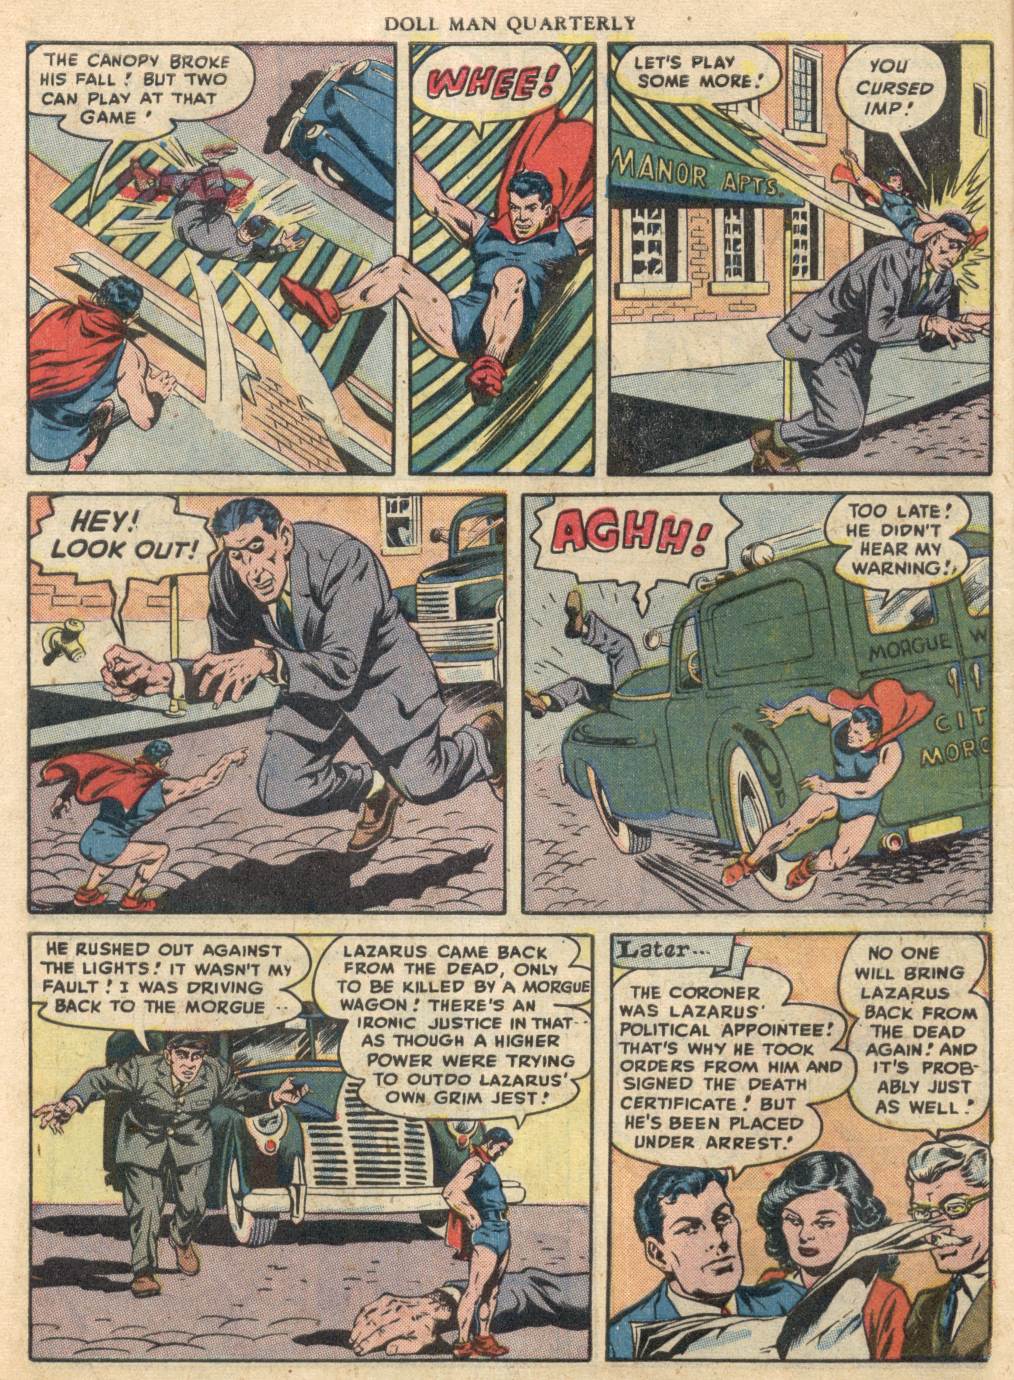 DOLL MAN QUARTERLY
THE CANOPY BROKE
HIS FALL! BUT TWO
CAN PLAY AT THAT
GAME!
WHEE!
LET'S PLAY
SOME MORE!
YOU
CURSED
IMP!
MANOR APTS.
HEY!
LOOK OUT!
AGHH!
TOO LATE!
HE DIDN'T
HEAR MY
WARNING!
MORGUE W
CIT
MORG
HE RUSHED OUT AGAINST
THE LIGHTS! IT WASN'T MY
FAULT! I WAS DRIVING
BACK TO THE MORGUE --
LAZARUS CAME BACK
FROM THE DEAD, ONLY
TO BE KILLED BY A MORGUE
WAGON! THERE'S AN
IRONIC JUSTICE IN THAT--
AS THOUGH A HIGHER
POWER WERE TRYING
TO OUTDO LAZARUS'
OWN GRIM JEST!
Later...
THE CORONER
WAS LAZARUS'
POLITICAL APPOINTEE!
THAT'S WHY HE TOOK
ORDERS FROM HIM AND
SIGNED THE DEATH
CERTIFICATE! BUT
HE'S BEEN PLACED
UNDER ARREST!
NO ONE
WILL BRING
LAZARUS
BACK FROM
THE DEAD
AGAIN! AND
IT'S PROB-
ABLY JUST
AS WELL!